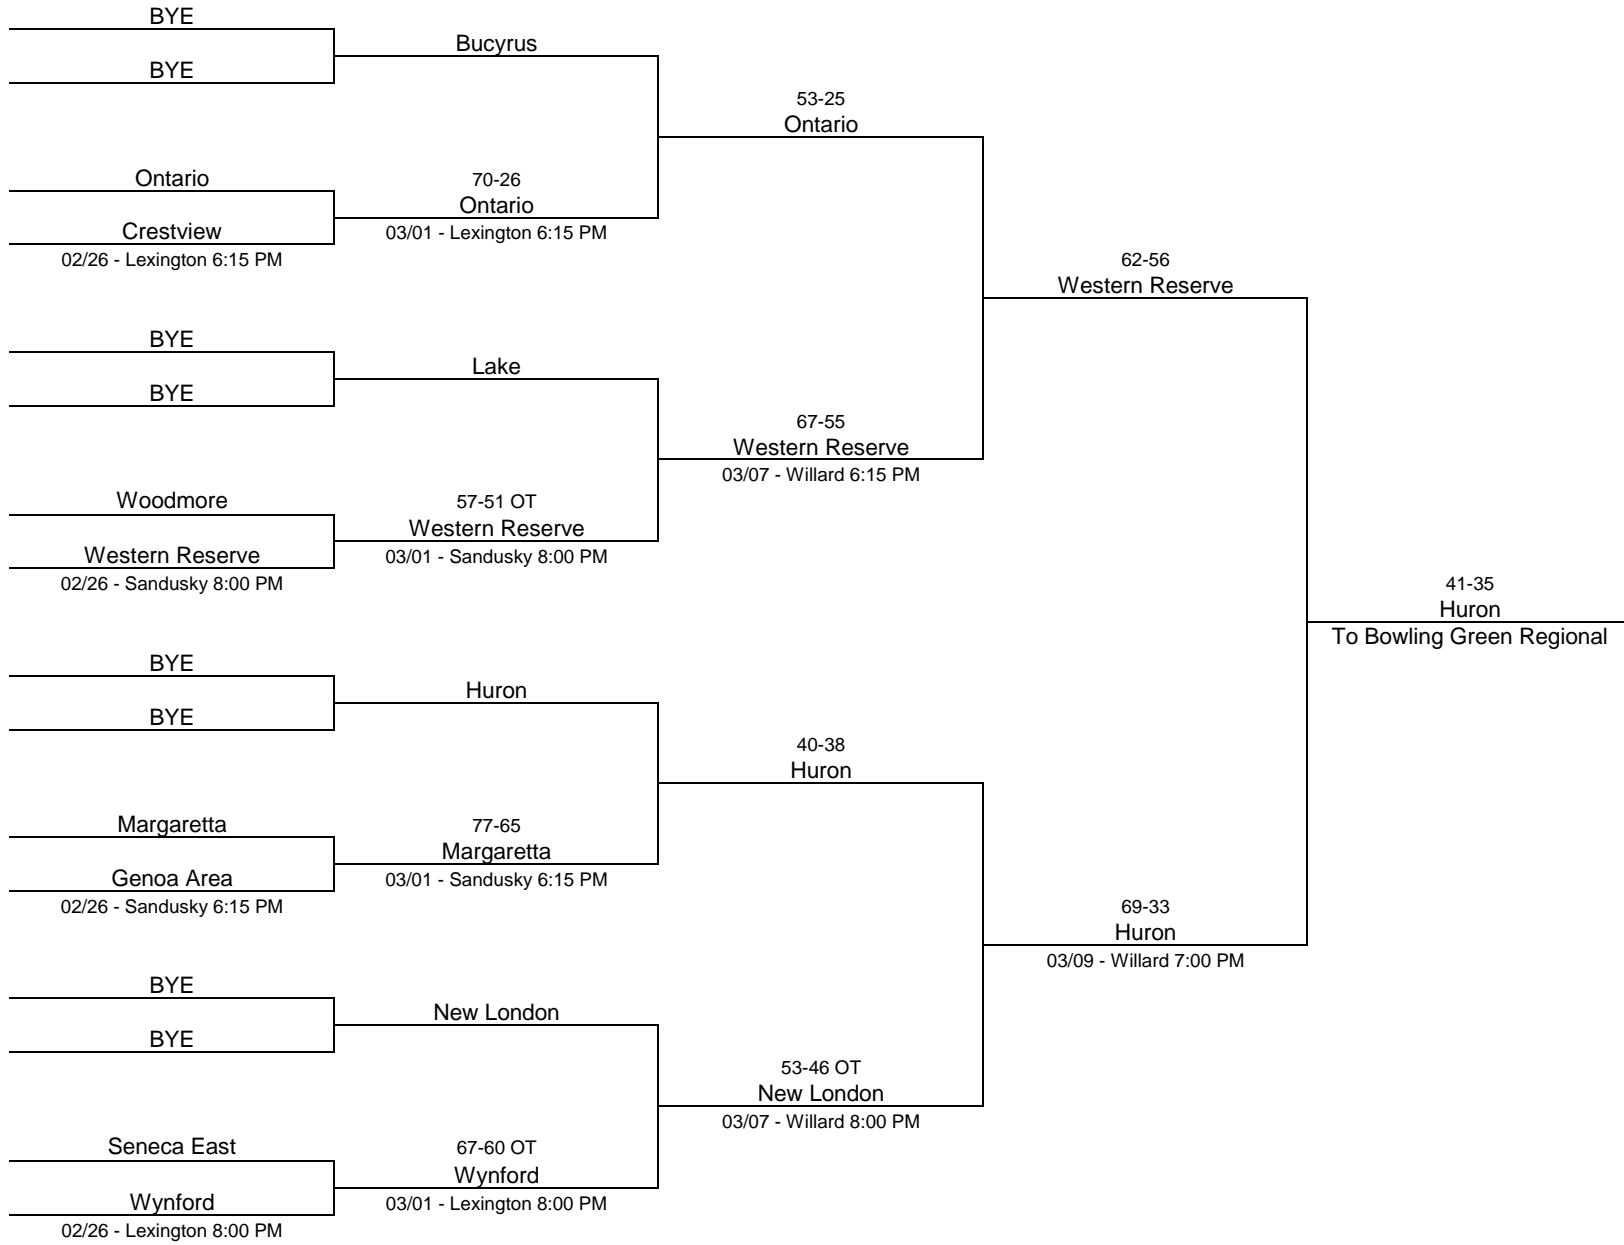 BYE
BYE
Bucyrus
Ontario
Crestview
02/26 - Lexington 6:15 PM
70-26
Ontario
03/01 - Lexington 6:15 PM
53-25
Ontario
BYE
BYE
Lake
Woodmore
Western Reserve
02/26 - Sandusky 8:00 PM
57-51 OT
Western Reserve
03/01 - Sandusky 8:00 PM
67-55
Western Reserve
03/07 - Willard 6:15 PM
62-56
Western Reserve
BYE
BYE
Huron
Margaretta
Genoa Area
02/26 - Sandusky 6:15 PM
77-65
Margaretta
03/01 - Sandusky 6:15 PM
40-38
Huron
BYE
BYE
New London
Seneca East
Wynford
02/26 - Lexington 8:00 PM
67-60 OT
Wynford
03/01 - Lexington 8:00 PM
53-46 OT
New London
03/07 - Willard 8:00 PM
69-33
Huron
03/09 - Willard 7:00 PM
41-35
Huron
To Bowling Green Regional